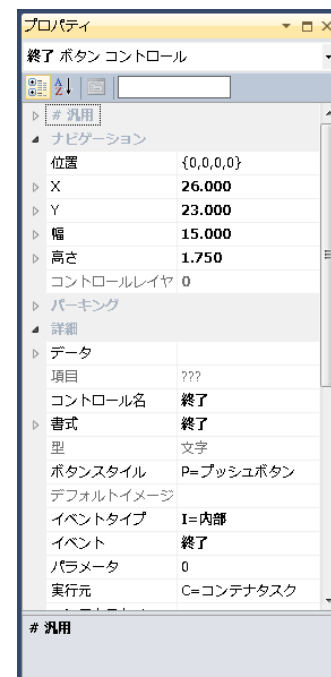 プロパティ
終了 ボタン コントロール
# 汎用
ナビゲーション
位置 {0,0,0,0}
X 26.000
Y 23.000
幅 15.000
高さ 1.750
コントロールレイヤ 0
パーキング
詳細
データ
項目 ???
コントロール名 終了
書式 終了
型 文字
ボタンスタイル P=プッシュボタン
デフォルトイメージ
イベントタイプ I=内部
イベント 終了
パラメータ 0
実行元 C=コンテナタスク
# 汎用